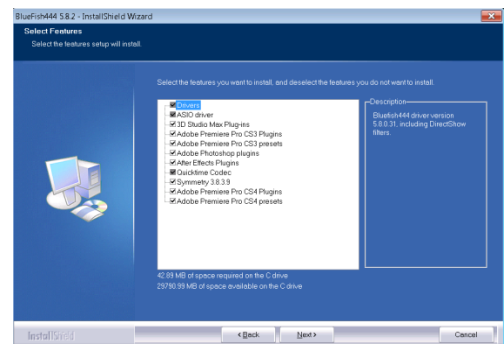 BlueFish444 5.8.2 - InstallShield Wizard
Select Features
Select the features setup will install.
Select the features you want to install, and deselect the features you do not want to install.
Drivers
ASIO driver
3D Studio Max Plug-ins
Adobe Premiere Pro CS3 Plugins
Adobe Premiere Pro CS3 presets
Adobe Photoshop plugins
After Effects Plugins
Quicktime Codec
Symmetry 3.8.3.9
Adobe Premiere Pro CS4 Plugins
Adobe Premiere Pro CS4 presets
Description
Bluefish444 driver version
5.8.0.31, including DirectShow
filters.
42.89 MB of space required on the C drive
29790.99 MB of space available on the C drive
InstallShield
< Back
Next >
Cancel